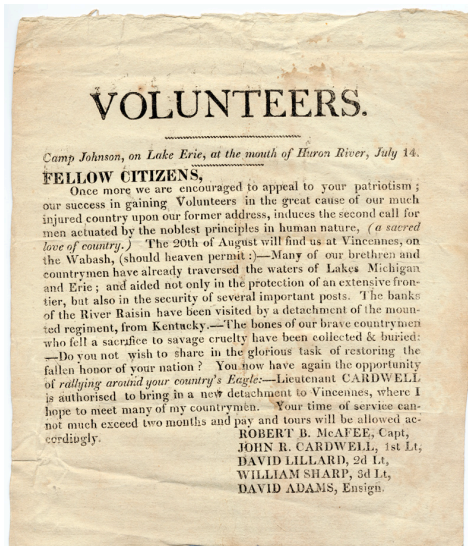 VOLUNTEERS.
Camp Johnson, on Lake Erie, at the mouth of Huron River, July 14.
FELLOW CITIZENS,
Once more we are encouraged to appeal to your patriotism ;
our success in gaining Volunteers in the great cause of our much
injured country upon our former address, induces the second call for
men actuated by the noblest principles in human nature, (a sacred
love of country.) The 20th of August will find us at Vincennes, on
the Wabash, (should heaven permit :)—Many of our brethren and
countrymen have already traversed the waters of Lakes Michigan
and Erie ; and aided not only in the protection of an extensive fron-
tier, but also in the security of several important posts. The banks
of the River Raisin have been visited by a detachment of the moun-
ted regiment, from Kentucky.—The bones of our brave countrymen
who fell a sacrifice to savage cruelty have been collected & buried:
—Do you not wish to share in the glorious task of restoring the
fallen honor of your nation ? You now have again the opportunity
of rallying around your country's Eagle:—Lieutenant CARDWELL
is authorised to bring in a new detachment to Vincennes, where I
hope to meet many of my countrymen. Your time of service can-
not much exceed two months and pay and tours will be allowed ac-
cordingly.
ROBERT B. McAFEE, Capt,
JOHN R. CARDWELL, 1st Lt,
DAVID LILLARD, 2d Lt,
WILLIAM SHARP, 3d Lt,
DAVID ADAMS, Ensign.